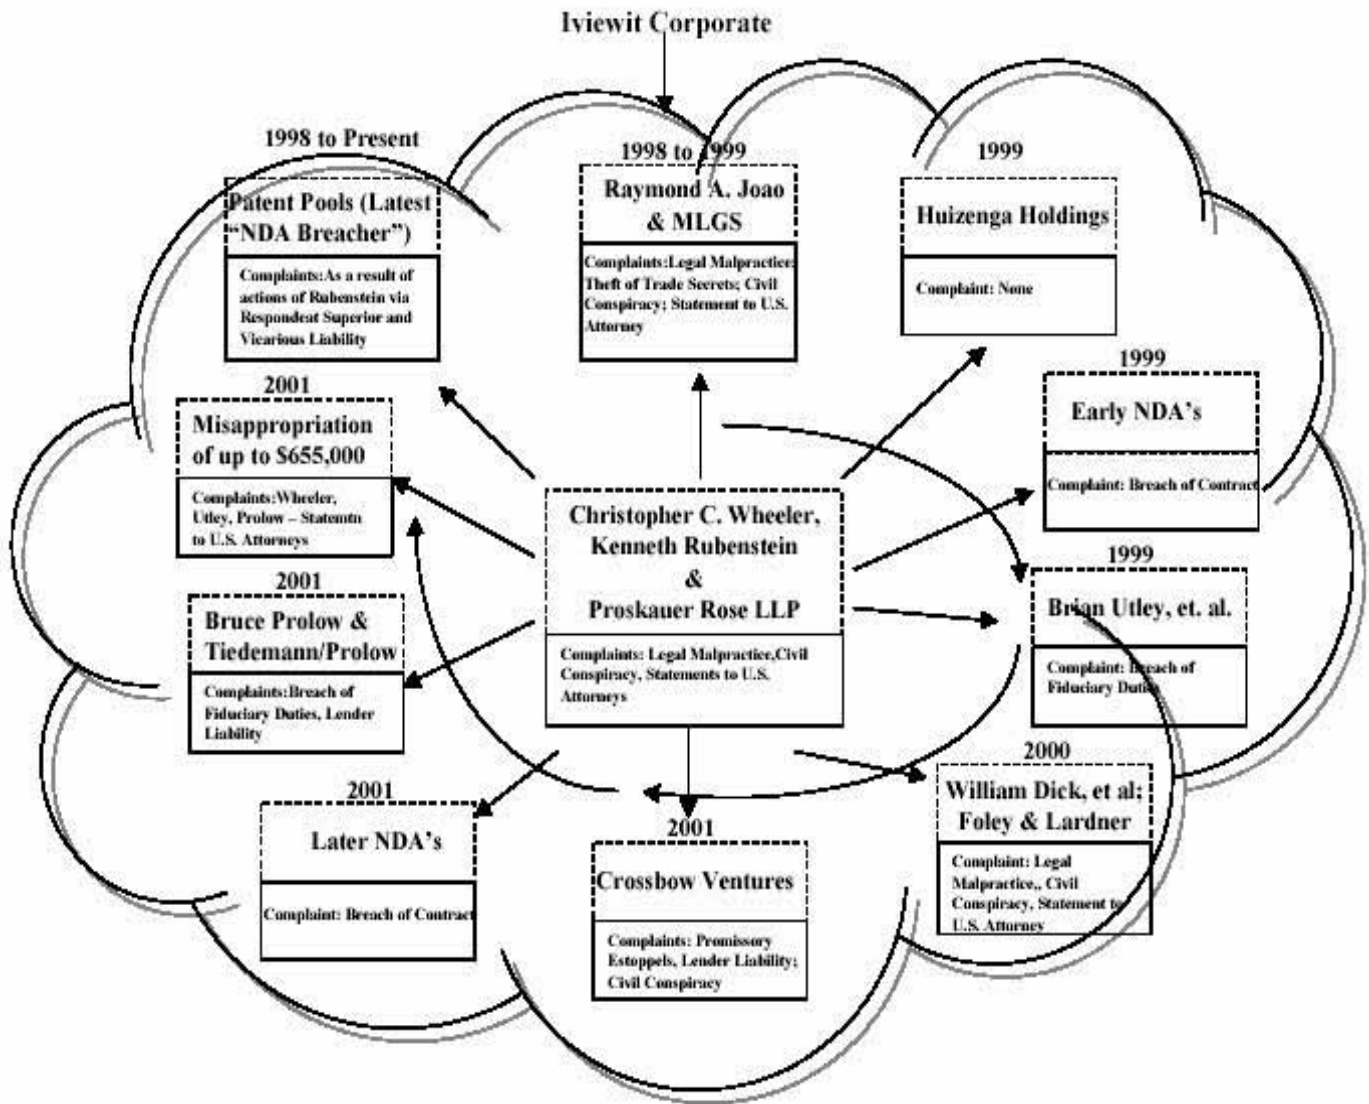 Iviewit Corporate
1998 to Present
Patent Pools (Latest
“NDA Breacher”)
Complaints:As a result of
actions of Rubenstein via
Respondeat Superior and
Vicarious Liability
1998 to 1999
Raymond A. Joao
& MLGS
Complaints:Legal Malpractice;
Theft of Trade Secrets; Civil
Conspiracy; Statement to U.S.
Attorney
1999
Huizenga Holdings
Complaint: None
1999
Early NDA's
Complaint: Breach of Contract
2001
Misappropriation
of up to $655,000
Complaints:Wheeler,
Utley, Prolow – Statemtn
to U.S. Attorneys
Christopher C. Wheeler,
Kenneth Rubenstein
&
Proskauer Rose LLP
Complaints: Legal Malpractice,Civil
Conspiracy, Statements to U.S.
Attorneys
1999
Brian Utley, et. al.
Complaint: Breach of
Fiduciary Duties
2001
Bruce Prolow &
Tiedemann/Prolow
Complaints:Breach of
Fiduciary Duties, Lender
Liability
2000
William Dick, et al;
Foley & Lardner
Complaint: Legal
Malpractice,, Civil
Conspiracy, Statement to
U.S. Attorney
2001
Later NDA's
Complaint: Breach of Contract
2001
Crossbow Ventures
Complaints: Promissory
Estoppels, Lender Liability;
Civil Conspiracy